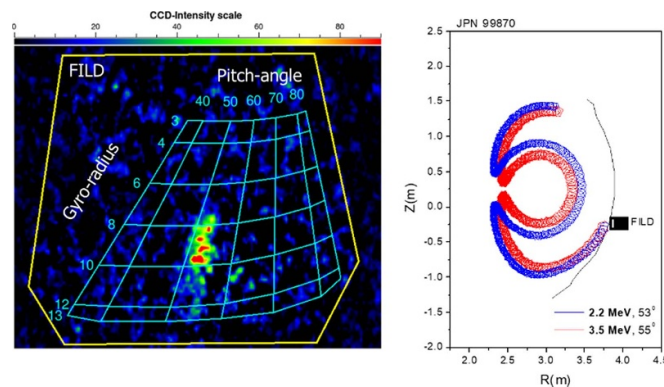 CCD-Intensity scale
0 20 40 60 80
FILD
Pitch-angle
40 50 60 70 80
Gyro-radius
3
4
6
8
10
12
13
JPN 99870
Z(m)
2.5
2.0
1.5
1.0
0.5
0.0
-0.5
-1.0
-1.5
-2.0
FILD
2.2 MeV, 53°
3.5 MeV, 55°
1.5 2.0 2.5 3.0 3.5 4.0 4.5
R(m)